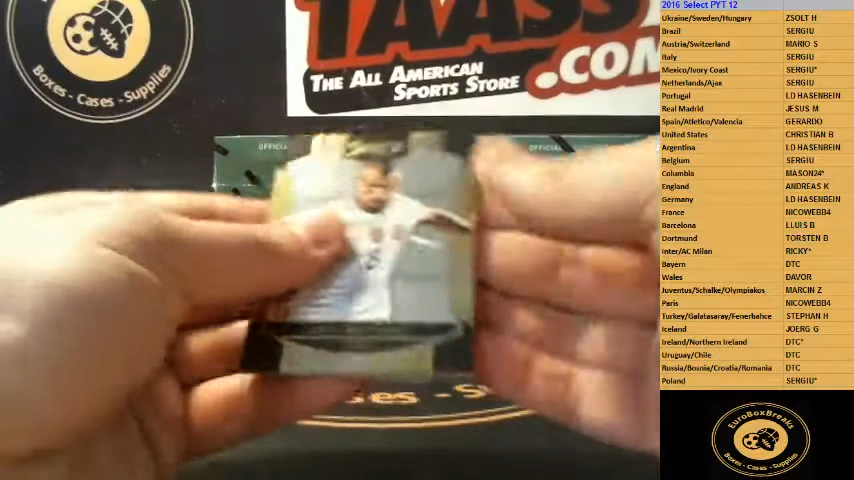 Boxes - Cases - Supplies
TAASS
.COM
THE ALL AMERICAN
SPORTS STORE
OFFICIA
OFFICIAL
ses - S
2016 Select PYT 12
Ukraine/Sweden/Hungary ZSOLT H
Brazil SERGIU
Austria/Switzerland MARIO S
Italy SERGIU
Mexico/Ivory Coast SERGIU*
Netherlands/Ajax SERGIU
Portugal LD HASENBEIN
Real Madrid JESUS M
Spain/Atletico/Valencia GERARDO
United States CHRISTIAN B
Argentina LD HASENBEIN
Belgium SERGIU
Columbia MASON24*
England ANDREAS K
Germany LD HASENBEIN
France NICOWEBB4
Barcelona LLUIS B
Dortmund TORSTEN B
Inter/AC Milan RICKY*
Bayern DTC
Wales DAVOR
Juventus/Schalke/Olympiakos MARCIN Z
Paris NICOWEBB4
Turkey/Galatasaray/Fenerbahce STEPHAN H
Iceland JOERG G
Ireland/Northern Ireland DTC*
Uruguay/Chile DTC
Russia/Bosnia/Croatia/Romania DTC
Poland SERGIU*
EuroBoxBreaks
Boxes - Cases - Supplies